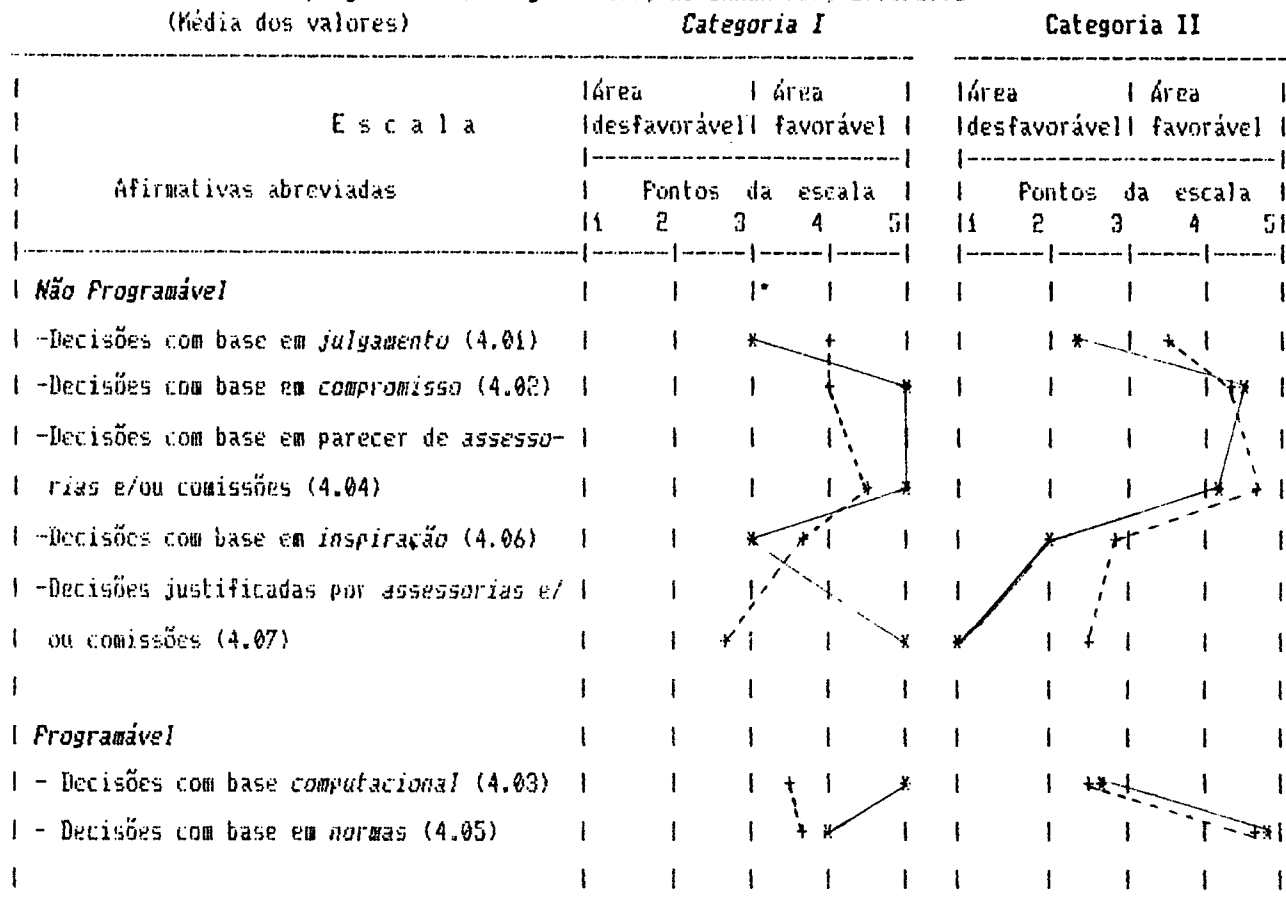 (Média dos valores) Categoria I Categoria II
Área Área Área Área
E s c a l a desfavorável favorável desfavorável favorável
Afirmativas abreviadas Pontos da escala Pontos da escala
1 2 3 4 5 1 2 3 4 5
Não Programável
-Decisões com base em julgamento (4.01)
-Decisões com base em compromisso (4.02)
-Decisões com base em parecer de assesso-
rias e/ou comissões (4.04)
-Decisões com base em inspiração (4.06)
-Decisões justificadas por assessorias e/
ou comissões (4.07)
Programável
- Decisões com base computacional (4.03)
- Decisões com base em normas (4.05)